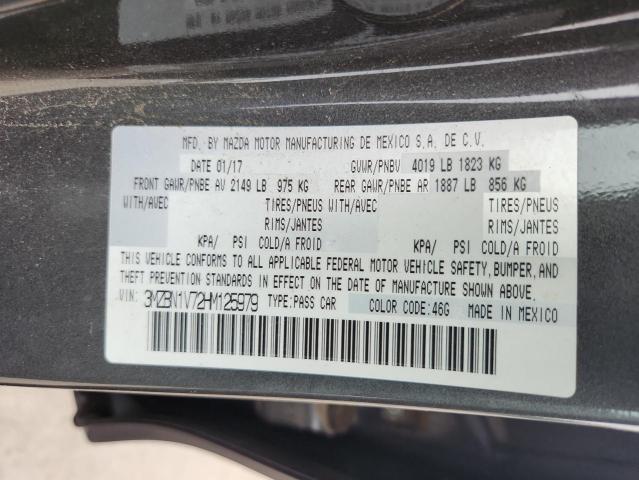 MFD. BY MAZDA MOTOR MANUFACTURING DE MEXICO S.A. DE C.V.
DATE 01/17 GVWR/PNBV 4019 LB 1823 KG
FRONT GAWR/PNBE AV 2149 LB 975 KG REAR GAWR/PNBE AR 1887 LB 856 KG
WITH/AVEC TIRES/PNEUS WITH/AVEC TIRES/PNEUS
RIMS/JANTES RIMS/JANTES
KPA/ PSI COLD/A FROID KPA/ PSI COLD/A FROID
THIS VEHICLE CONFORMS TO ALL APPLICABLE FEDERAL MOTOR VEHICLE SAFETY, BUMPER, AND
THEFT PREVENTION STANDARDS IN EFFECT ON THE DATE OF MANUFACTURE SHOWN ABOVE.
VIN: 3MZBN1V72HM125979 TYPE:PASS CAR COLOR CODE:46G MADE IN MEXICO